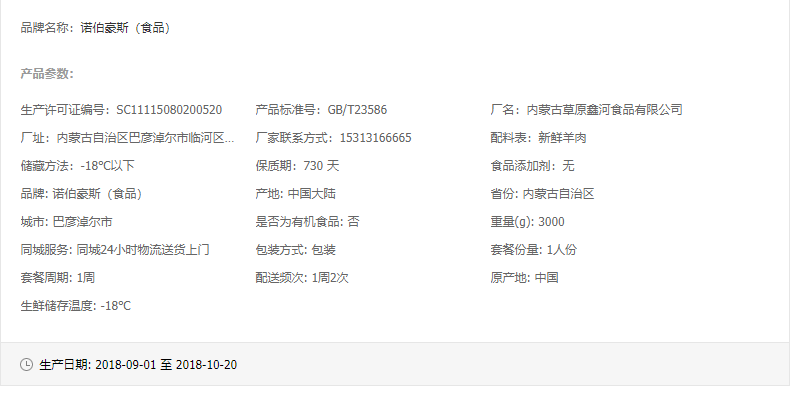 品牌名称：诺伯豪斯（食品）
产品参数：
生产许可证编号：SC11115080200520 产品标准号：GB/T23586 厂名：内蒙古草原鑫河食品有限公司
厂址：内蒙古自治区巴彦淖尔市临河区... 厂家联系方式：15313166665 配料表：新鲜羊肉
储藏方法：-18℃以下 保质期：730 天 食品添加剂：无
品牌: 诺伯豪斯（食品） 产地: 中国大陆 省份: 内蒙古自治区
城市: 巴彦淖尔市 是否为有机食品: 否 重量(g): 3000
同城服务: 同城24小时物流送货上门 包装方式: 包装 套餐份量: 1人份
套餐周期: 1周 配送频次: 1周2次 原产地: 中国
生鲜储存温度: -18℃
生产日期: 2018-09-01 至 2018-10-20